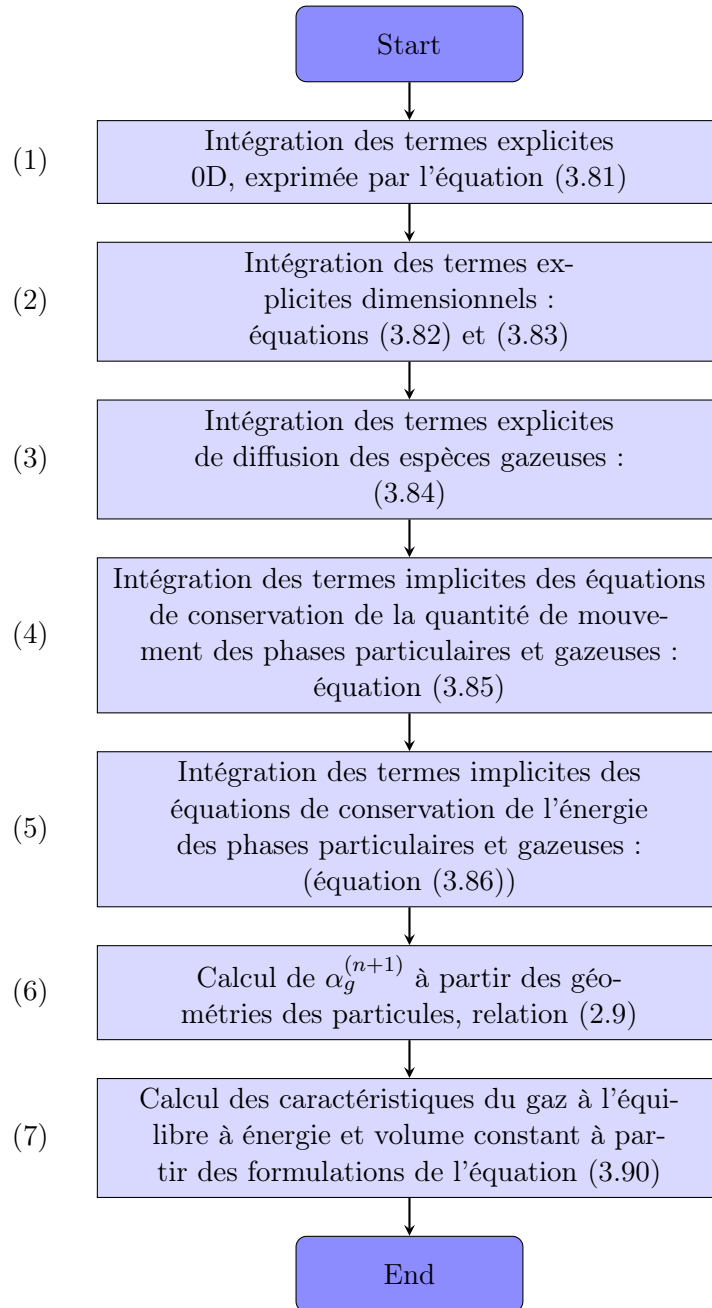 Start
(1)
Intégration des termes explicites
0D, exprimée par l'équation (3.81)
(2)
Intégration des termes ex-
plicites dimensionnels :
équations (3.82) et (3.83)
(3)
Intégration des termes explicites
de diffusion des espèces gazeuses :
(3.84)
(4)
Intégration des termes implicites des équations
de conservation de la quantité de mouve-
ment des phases particulaires et gazeuses :
équation (3.85)
(5)
Intégration des termes implicites des
équations de conservation de l'énergie
des phases particulaires et gazeuses :
(équation (3.86))
(6)
Calcul de $\alpha_g^{(n+1)}$ à partir des géo-
métries des particules, relation (2.9)
(7)
Calcul des caractéristiques du gaz à l'équi-
libre à énergie et volume constant à par-
tir des formulations de l'équation (3.90)
End